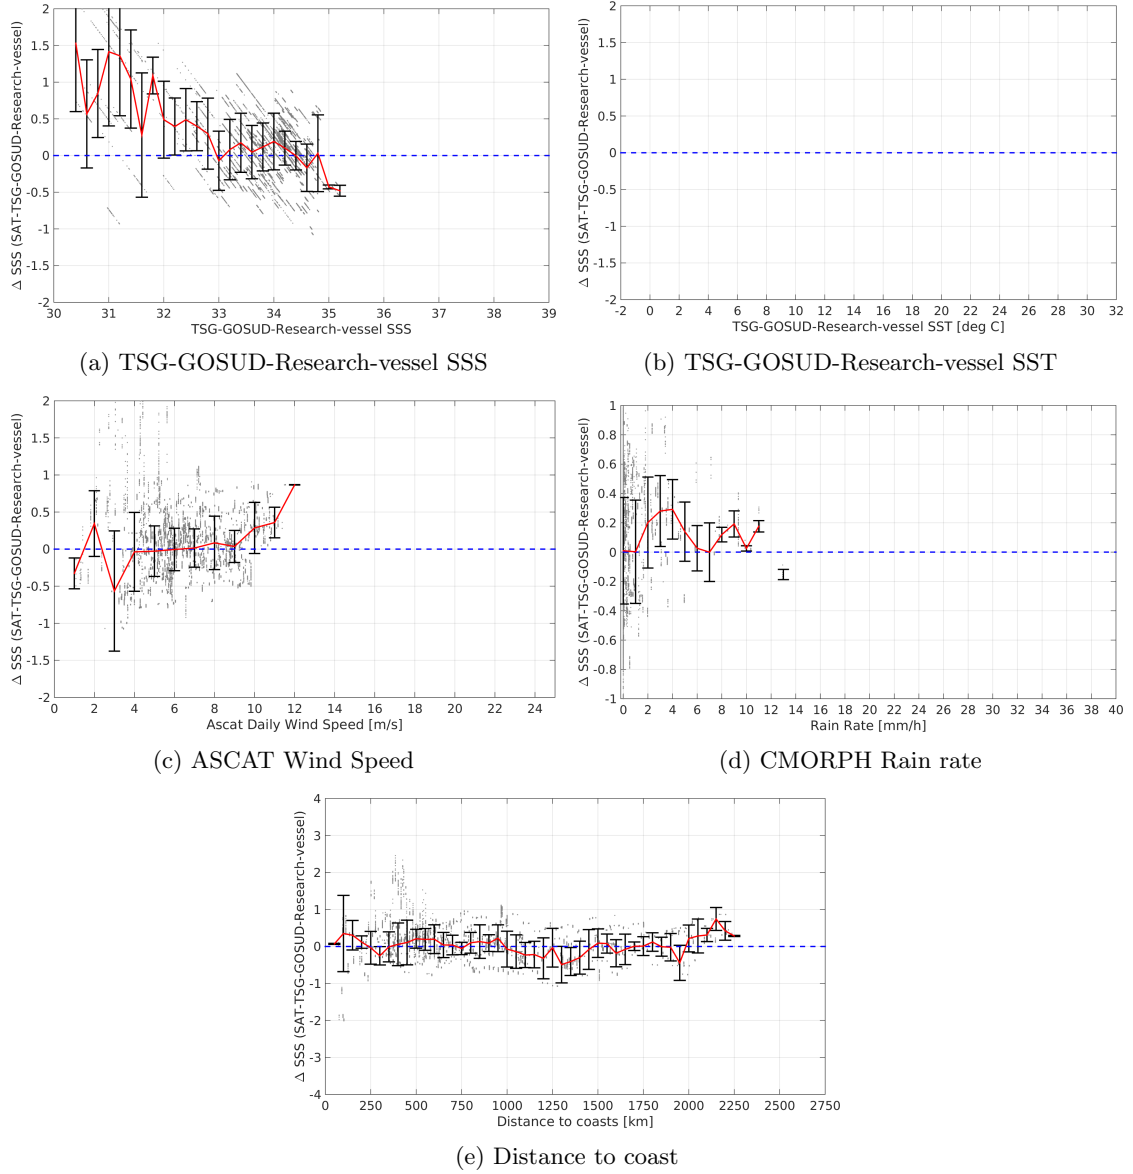 2
1.5
1
0.5
0
-0.5
-1
-1.5
-2
Δ SSS (SAT-TSG-GOSUD-Research-vessel)
30 31 32 33 34 35 36 37 38 39
TSG-GOSUD-Research-vessel SSS
(a) TSG-GOSUD-Research-vessel SSS
2
1.5
1
0.5
0
-0.5
-1
-1.5
-2
Δ SSS (SAT-TSG-GOSUD-Research-vessel)
-2 0 2 4 6 8 10 12 14 16 18 20 22 24 26 28 30 32
TSG-GOSUD-Research-vessel SST [deg C]
(b) TSG-GOSUD-Research-vessel SST
2
1.5
1
0.5
0
-0.5
-1
-1.5
-2
Δ SSS (SAT-TSG-GOSUD-Research-vessel)
0 2 4 6 8 10 12 14 16 18 20 22 24
Ascat Daily Wind Speed [m/s]
(c) ASCAT Wind Speed
1
0.8
0.6
0.4
0.2
0
-0.2
-0.4
-0.6
-0.8
-1
Δ SSS (SAT-TSG-GOSUD-Research-vessel)
0 2 4 6 8 10 12 14 16 18 20 22 24 26 28 30 32 34 36 38 40
Rain Rate [mm/h]
(d) CMORPH Rain rate
4
3
2
1
0
-1
-2
-3
-4
Δ SSS (SAT-TSG-GOSUD-Research-vessel)
0 250 500 750 1000 1250 1500 1750 2000 2250 2500 2750
Distance to coasts [km]
(e) Distance to coast